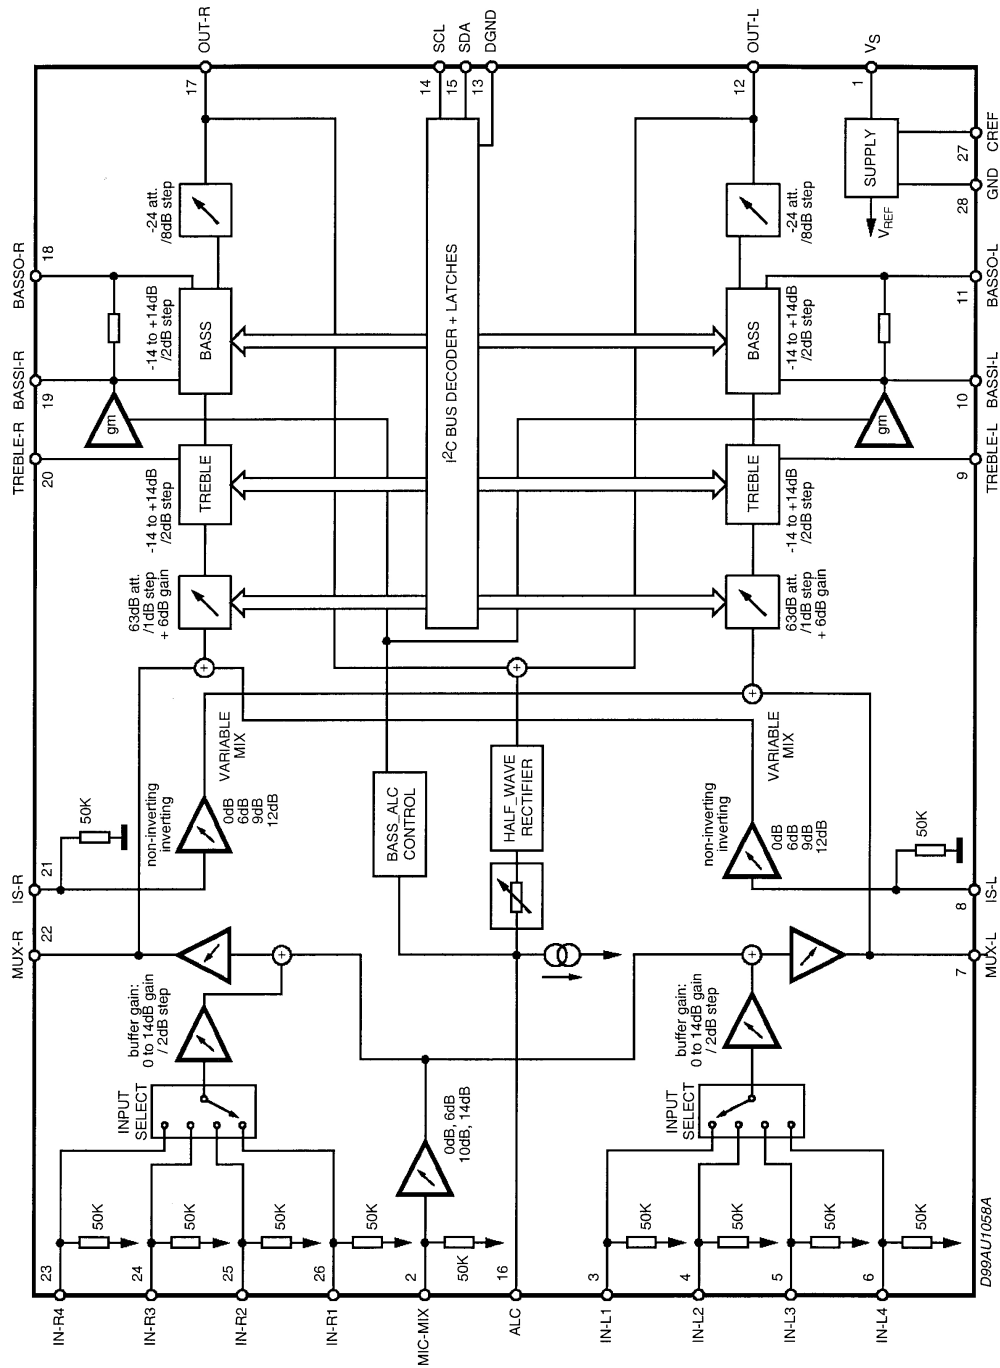 OUT-R
17
SCL
14
SDA
15
DGND
13
OUT-L
12
VS
1
SUPPLY
VREF
CREF
27
GND
28
-24 att.
/8dB step
-24 att.
/8dB step
BASSO-R
18
BASSI-R
19
TREBLE-R
20
BASS
-14 to +14dB
/2dB step
gm
TREBLE
-14 to +14dB
/2dB step
63dB att.
/1dB step
+ 6dB gain
I2C BUS DECODER + LATCHES
BASS
-14 to +14dB
/2dB step
gm
TREBLE
-14 to +14dB
/2dB step
63dB att.
/1dB step
+ 6dB gain
BASSO-L
11
BASSI-L
10
TREBLE-L
9
+
+
+
VARIABLE
MIX
VARIABLE
MIX
50K
non-inverting
inverting
0dB
6dB
9dB
12dB
BASS_ALC
CONTROL
HALF_WAVE
RECTIFIER
non-inverting
inverting
0dB
6dB
9dB
12dB
50K
IS-R
21
MUX-R
22
IS-L
8
MUX-L
7
+
+
buffer gain:
0 to 14dB gain
/ 2dB step
buffer gain:
0 to 14dB gain
/ 2dB step
INPUT
SELECT
INPUT
SELECT
0dB, 6dB
10dB, 14dB
50K
50K
50K
50K
50K
50K
50K
50K
50K
23
24
25
26
2
16
3
4
5
6
IN-R4
IN-R3
IN-R2
IN-R1
MIC-MIX
ALC
IN-L1
IN-L2
IN-L3
IN-L4
D99AU1058A